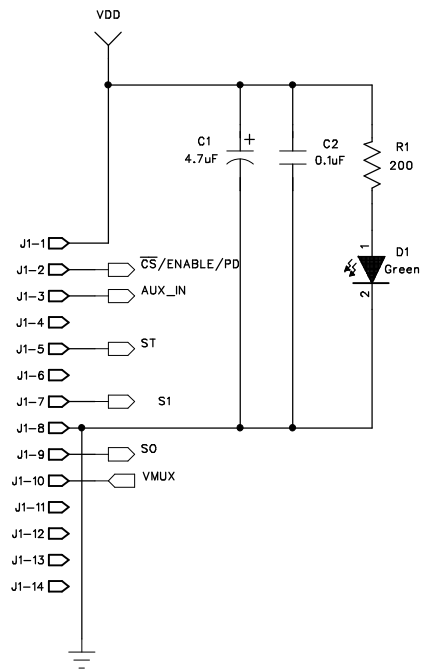 VDD
C1
4.7uF
+
C2
0.1uF
R1
200
1
D1
Green
2
J1-1
J1-2 C̅S̅/ENABLE/PD
J1-3 AUX_IN
J1-4
J1-5 ST
J1-6
J1-7 S1
J1-8
J1-9 S0
J1-10 VMUX
J1-11
J1-12
J1-13
J1-14